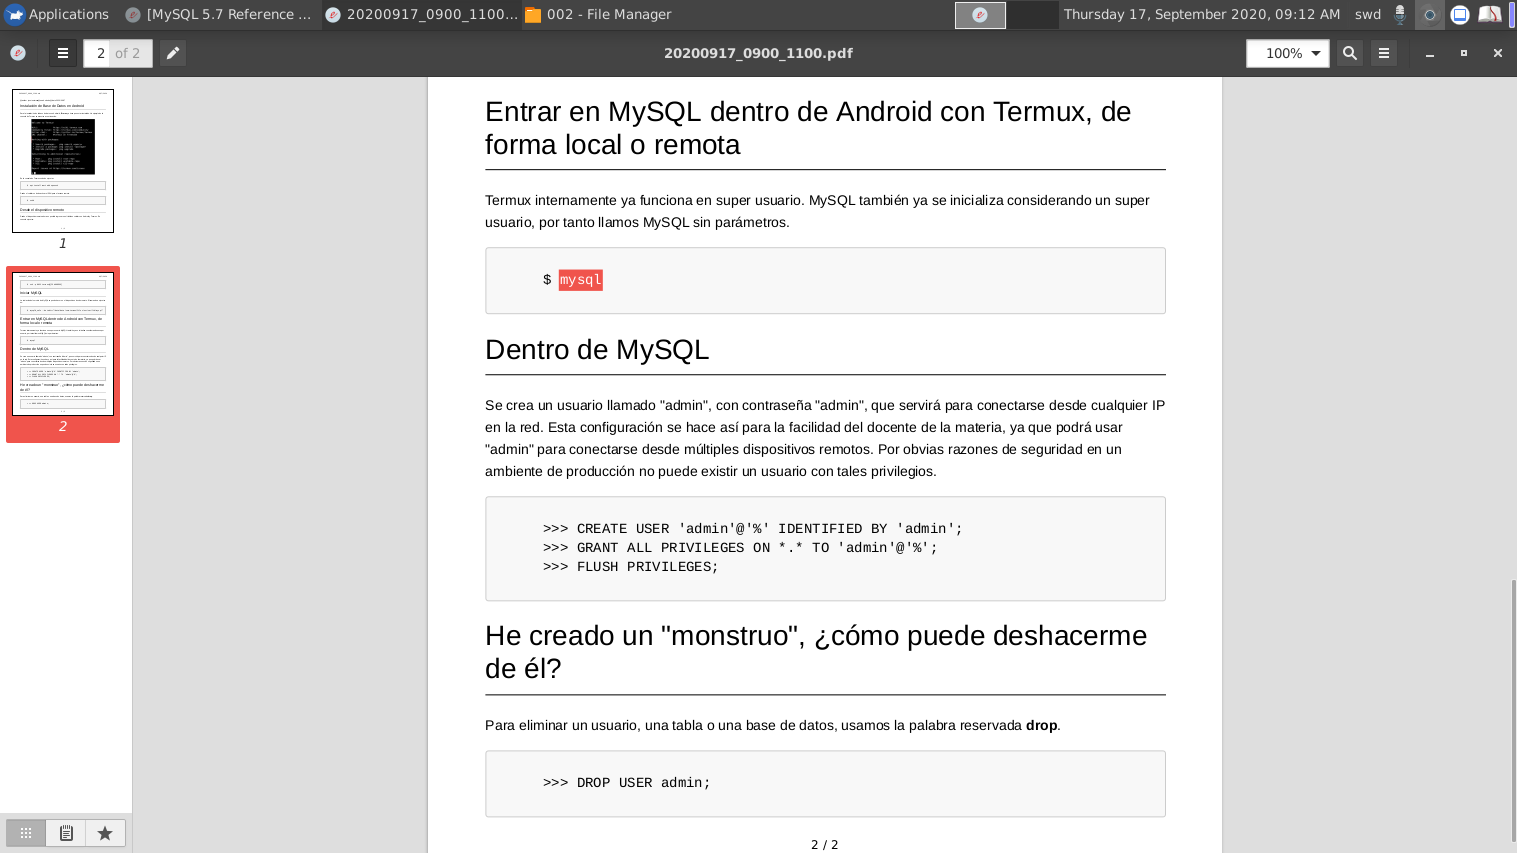 Applications
[MySQL 5.7 Reference ...
20200917_0900_1100...
002 - File Manager
Thursday 17, September 2020, 09:12 AM
swd
2 of 2
20200917_0900_1100.pdf
100%
1
2
Entrar en MySQL dentro de Android con Termux, de
forma local o remota
Termux internamente ya funciona en super usuario. MySQL también ya se inicializa considerando un super
usuario, por tanto llamos MySQL sin parámetros.
$ mysql
Dentro de MySQL
Se crea un usuario llamado "admin", con contraseña "admin", que servirá para conectarse desde cualquier IP
en la red. Esta configuración se hace así para la facilidad del docente de la materia, ya que podrá usar
"admin" para conectarse desde múltiples dispositivos remotos. Por obvias razones de seguridad en un
ambiente de producción no puede existir un usuario con tales privilegios.
>>> CREATE USER 'admin'@'%' IDENTIFIED BY 'admin';
>>> GRANT ALL PRIVILEGES ON *.* TO 'admin'@'%';
>>> FLUSH PRIVILEGES;
He creado un "monstruo", ¿cómo puede deshacerme
de él?
Para eliminar un usuario, una tabla o una base de datos, usamos la palabra reservada drop.
>>> DROP USER admin;
2 / 2